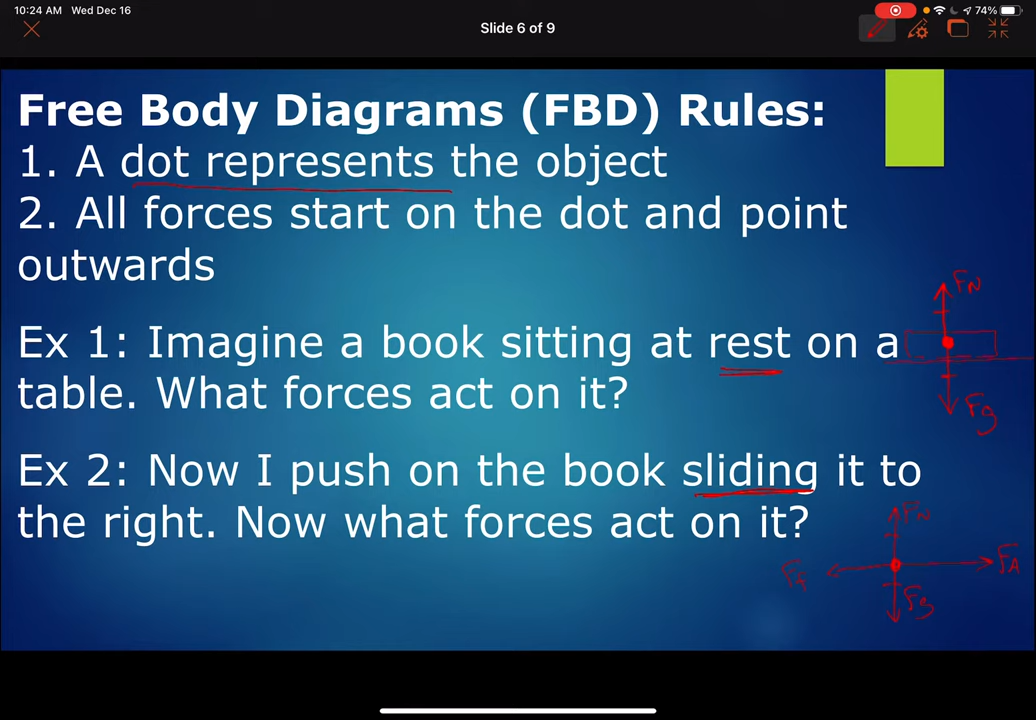 10:24 AM Wed Dec 16
74%
Slide 6 of 9
Free Body Diagrams (FBD) Rules:
1. A dot represents the object
2. All forces start on the dot and point
outwards
FN
Ex 1: Imagine a book sitting at rest on a
table. What forces act on it?
Fg
Ex 2: Now I push on the book sliding it to
the right. Now what forces act on it?
FN
Ff
FA
Fg